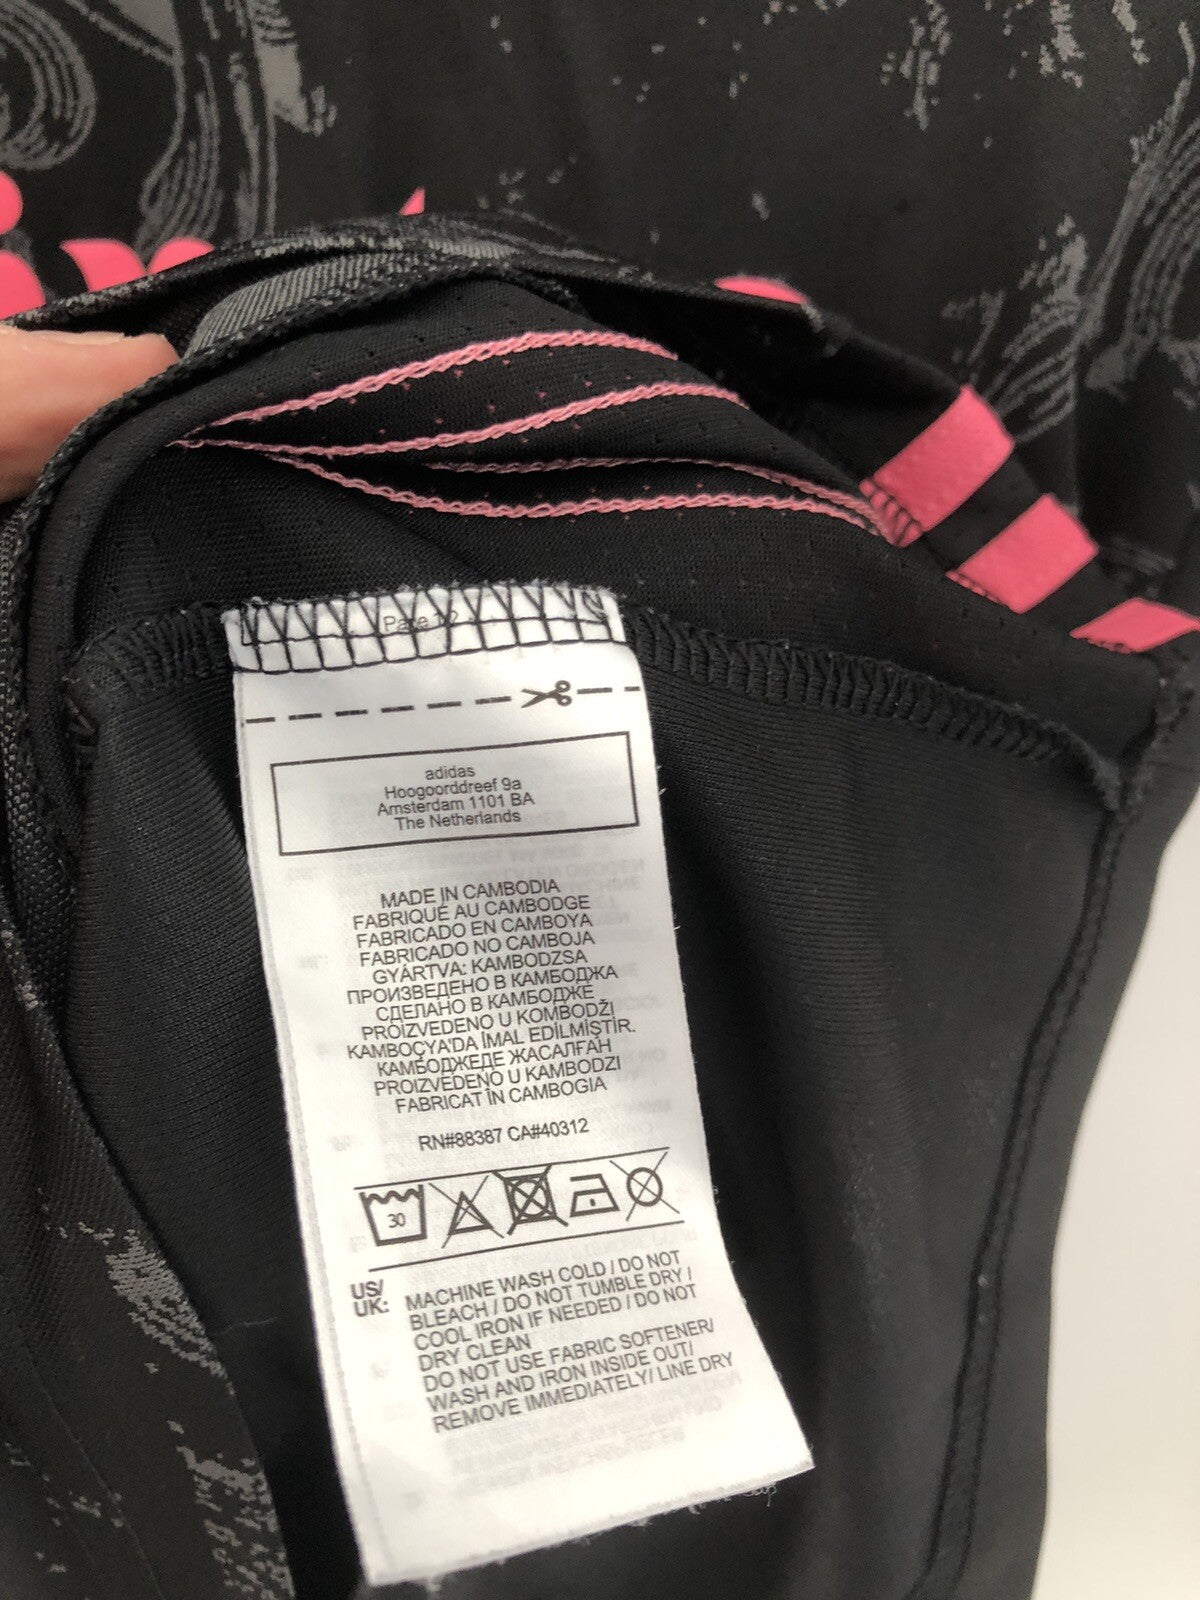 adidas
Hoogoorddreef 9a
Amsterdam 1101 BA
The Netherlands
MADE IN CAMBODIA
FABRIQUÉ AU CAMBODGE
FABRICADO EN CAMBOYA
FABRICADO NO CAMBOJA
GYÁRTVA: KAMBODZSA
ПРОИЗВЕДЕНО В КАМБОДЖА
СДЕЛАНО В КАМБОДЖЕ
PROIZVEDENO U KOMBODŽI
KAMBOÇYA'DA İMAL EDİLMİŞTİR.
КАМБОДЖЕДЕ ЖАСАЛҒАН
PROIZVEDENO U KAMBODZI
FABRICAT ÎN CAMBOGIA
RN#88387 CA#40312
30
US/
UK:
MACHINE WASH COLD / DO NOT
BLEACH / DO NOT TUMBLE DRY /
COOL IRON IF NEEDED / DO NOT
DRY CLEAN
DO NOT USE FABRIC SOFTENER/
WASH AND IRON INSIDE OUT/
REMOVE IMMEDIATELY/ LINE DRY